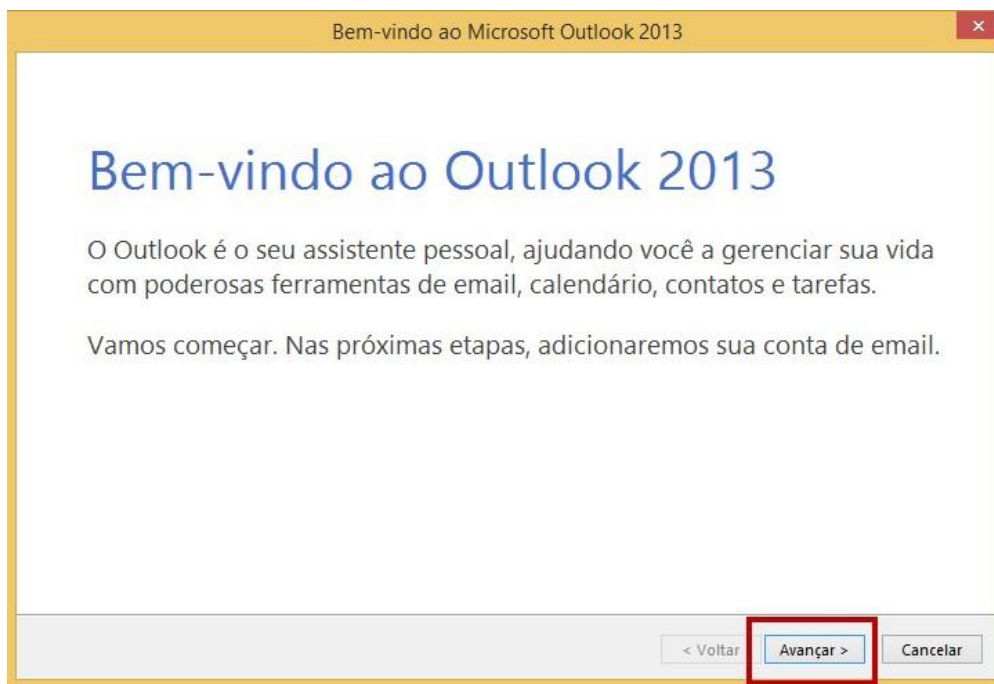 Bem-vindo ao Microsoft Outlook 2013
Bem-vindo ao Outlook 2013
O Outlook é o seu assistente pessoal, ajudando você a gerenciar sua vida
com poderosas ferramentas de email, calendário, contatos e tarefas.
Vamos começar. Nas próximas etapas, adicionaremos sua conta de email.
< Voltar Avançar > Cancelar